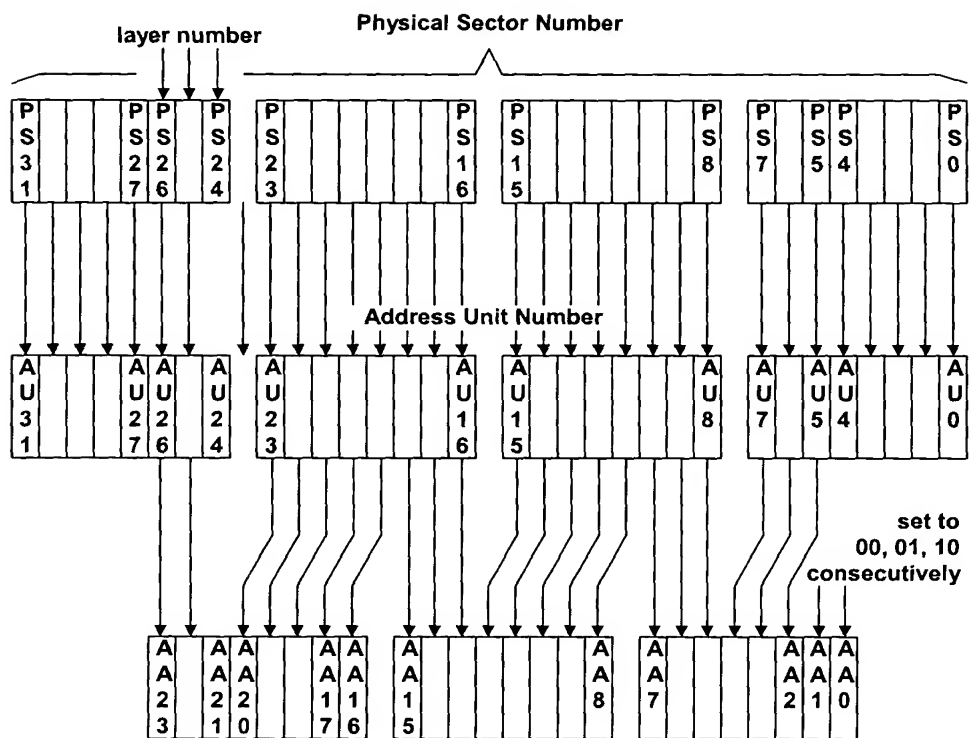 Physical Sector Number
layer number
PS31 PS27 PS26 PS24 PS23 PS16 PS15 PS8 PS7 PS5 PS4 PS0
Address Unit Number
AU31 AU27 AU26 AU24 AU23 AU16 AU15 AU8 AU7 AU5 AU4 AU0
set to
00, 01, 10
consecutively
AA23 AA21 AA20 AA17 AA16 AA15 AA8 AA7 AA2 AA1 AA0